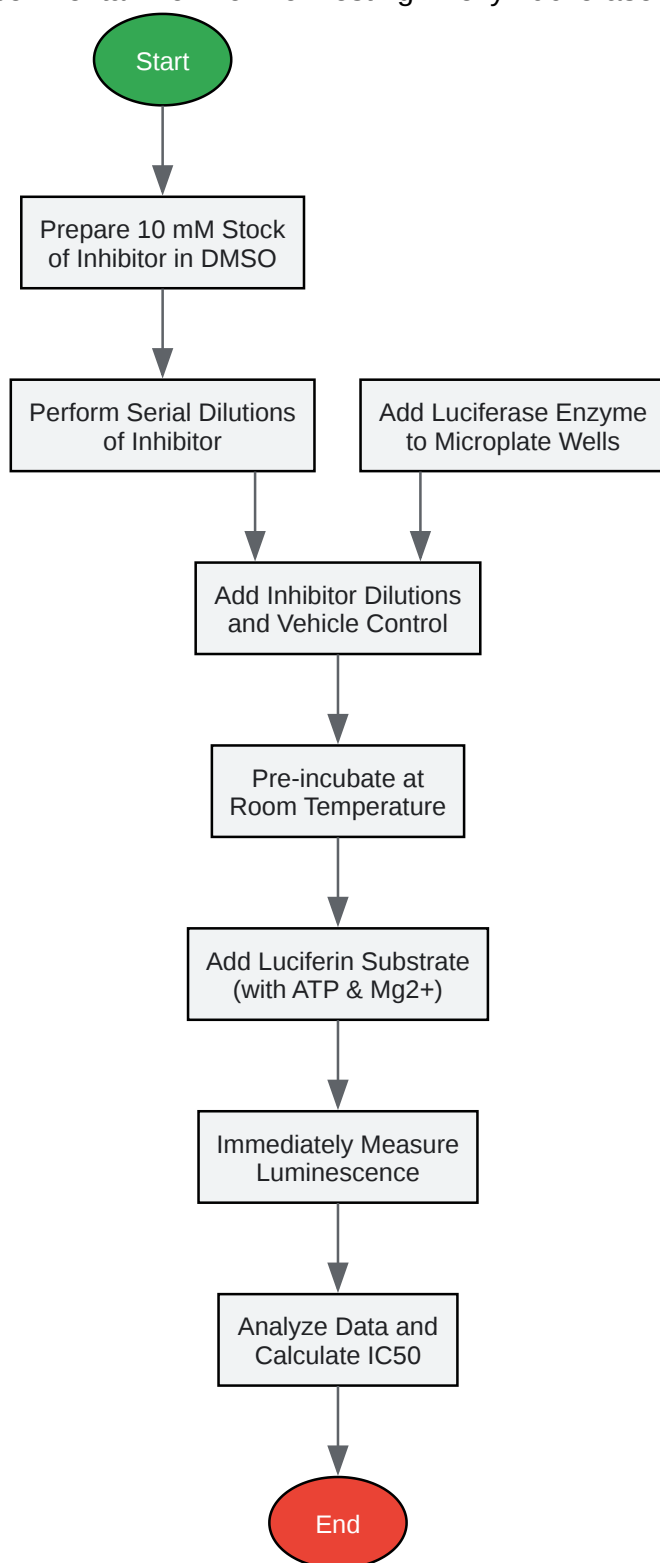 Start
Prepare 10 mM Stock
of Inhibitor in DMSO
Perform Serial Dilutions
of Inhibitor
Add Luciferase Enzyme
to Microplate Wells
Add Inhibitor Dilutions
and Vehicle Control
Pre-incubate at
Room Temperature
Add Luciferin Substrate
(with ATP & Mg2+)
Immediately Measure
Luminescence
Analyze Data and
Calculate IC50
End